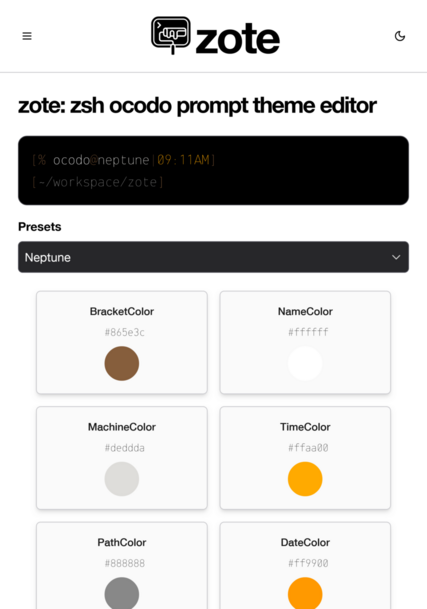 zote
zote: zsh ocodo prompt theme editor
[% ocodo@neptune|09:11AM]
[~/workspace/zote]
Presets
Neptune
BracketColor
#865e3c
NameColor
#ffffff
MachineColor
#deddda
TimeColor
#ffaa00
PathColor
#888888
DateColor
#ff9900